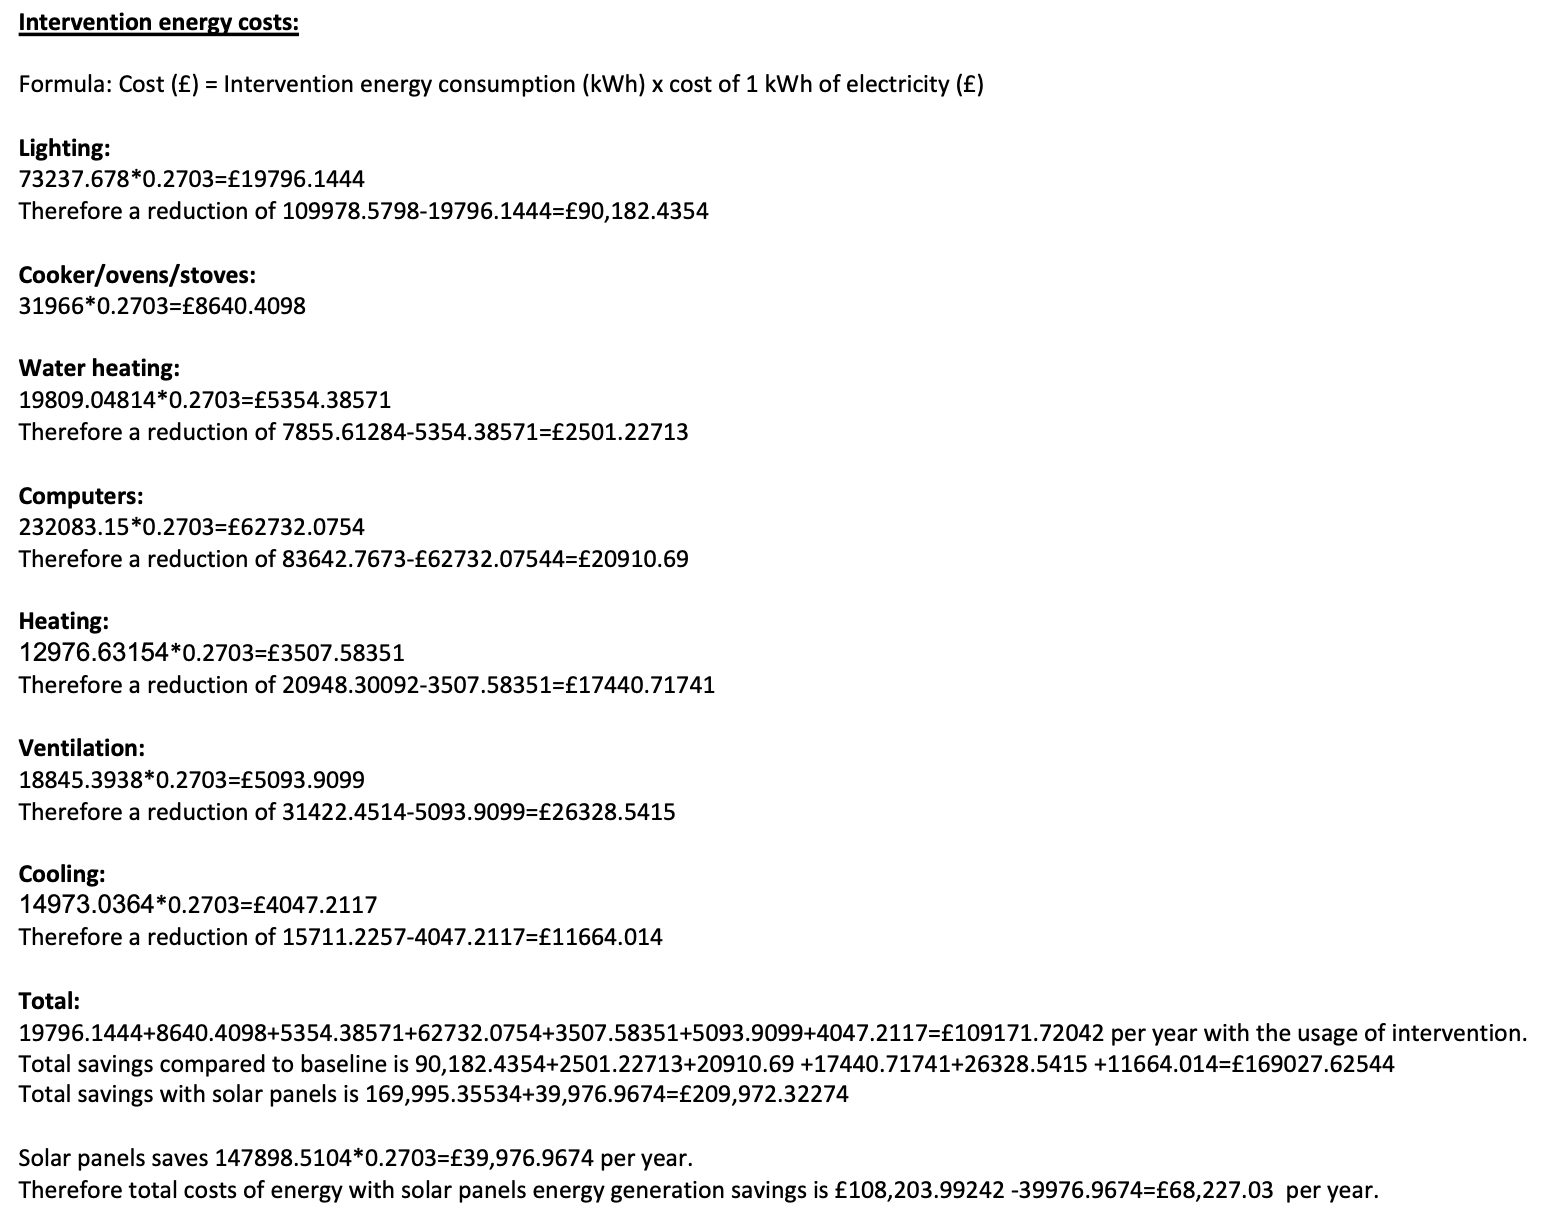 Intervention energy costs:
Formula: Cost (£) = Intervention energy consumption (kWh) x cost of 1 kWh of electricity (£)
Lighting:
73237.678*0.2703=£19796.1444
Therefore a reduction of 109978.5798-19796.1444=£90,182.4354
Cooker/ovens/stoves:
31966*0.2703=£8640.4098
Water heating:
19809.04814*0.2703=£5354.38571
Therefore a reduction of 7855.61284-5354.38571=£2501.22713
Computers:
232083.15*0.2703=£62732.0754
Therefore a reduction of 83642.7673-£62732.07544=£20910.69
Heating:
12976.63154*0.2703=£3507.58351
Therefore a reduction of 20948.30092-3507.58351=£17440.71741
Ventilation:
18845.3938*0.2703=£5093.9099
Therefore a reduction of 31422.4514-5093.9099=£26328.5415
Cooling:
14973.0364*0.2703=£4047.2117
Therefore a reduction of 15711.2257-4047.2117=£11664.014
Total:
19796.1444+8640.4098+5354.38571+62732.0754+3507.58351+5093.9099+4047.2117=£109171.72042 per year with the usage of intervention.
Total savings compared to baseline is 90,182.4354+2501.22713+20910.69 +17440.71741+26328.5415 +11664.014=£169027.62544
Total savings with solar panels is 169,995.35534+39,976.9674=£209,972.32274
Solar panels saves 147898.5104*0.2703=£39,976.9674 per year.
Therefore total costs of energy with solar panels energy generation savings is £108,203.99242 -39976.9674=£68,227.03 per year.